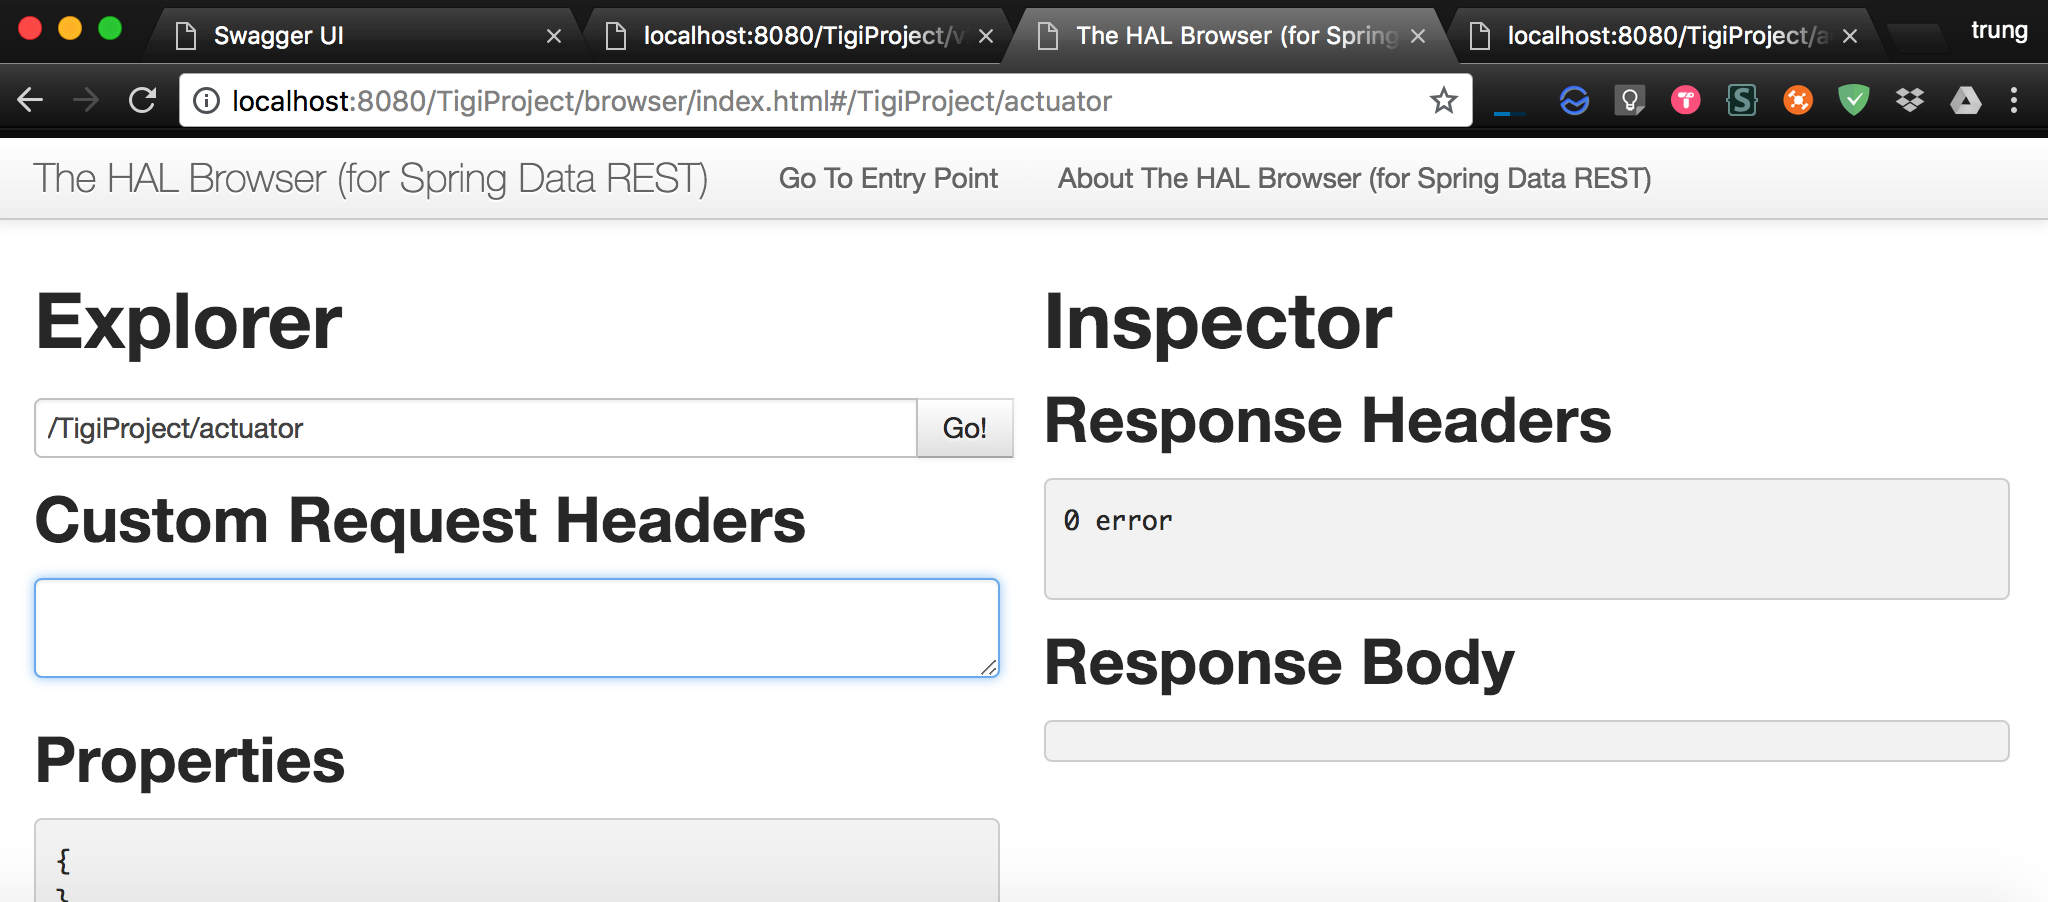 Swagger UI
localhost:8080/TigiProject/v
The HAL Browser (for Spring
localhost:8080/TigiProject/a
trung
localhost:8080/TigiProject/browser/index.html#/TigiProject/actuator
The HAL Browser (for Spring Data REST)
Go To Entry Point
About The HAL Browser (for Spring Data REST)
Explorer
/TigiProject/actuator
Go!
Custom Request Headers
Properties
{
}
Inspector
Response Headers
0 error
Response Body